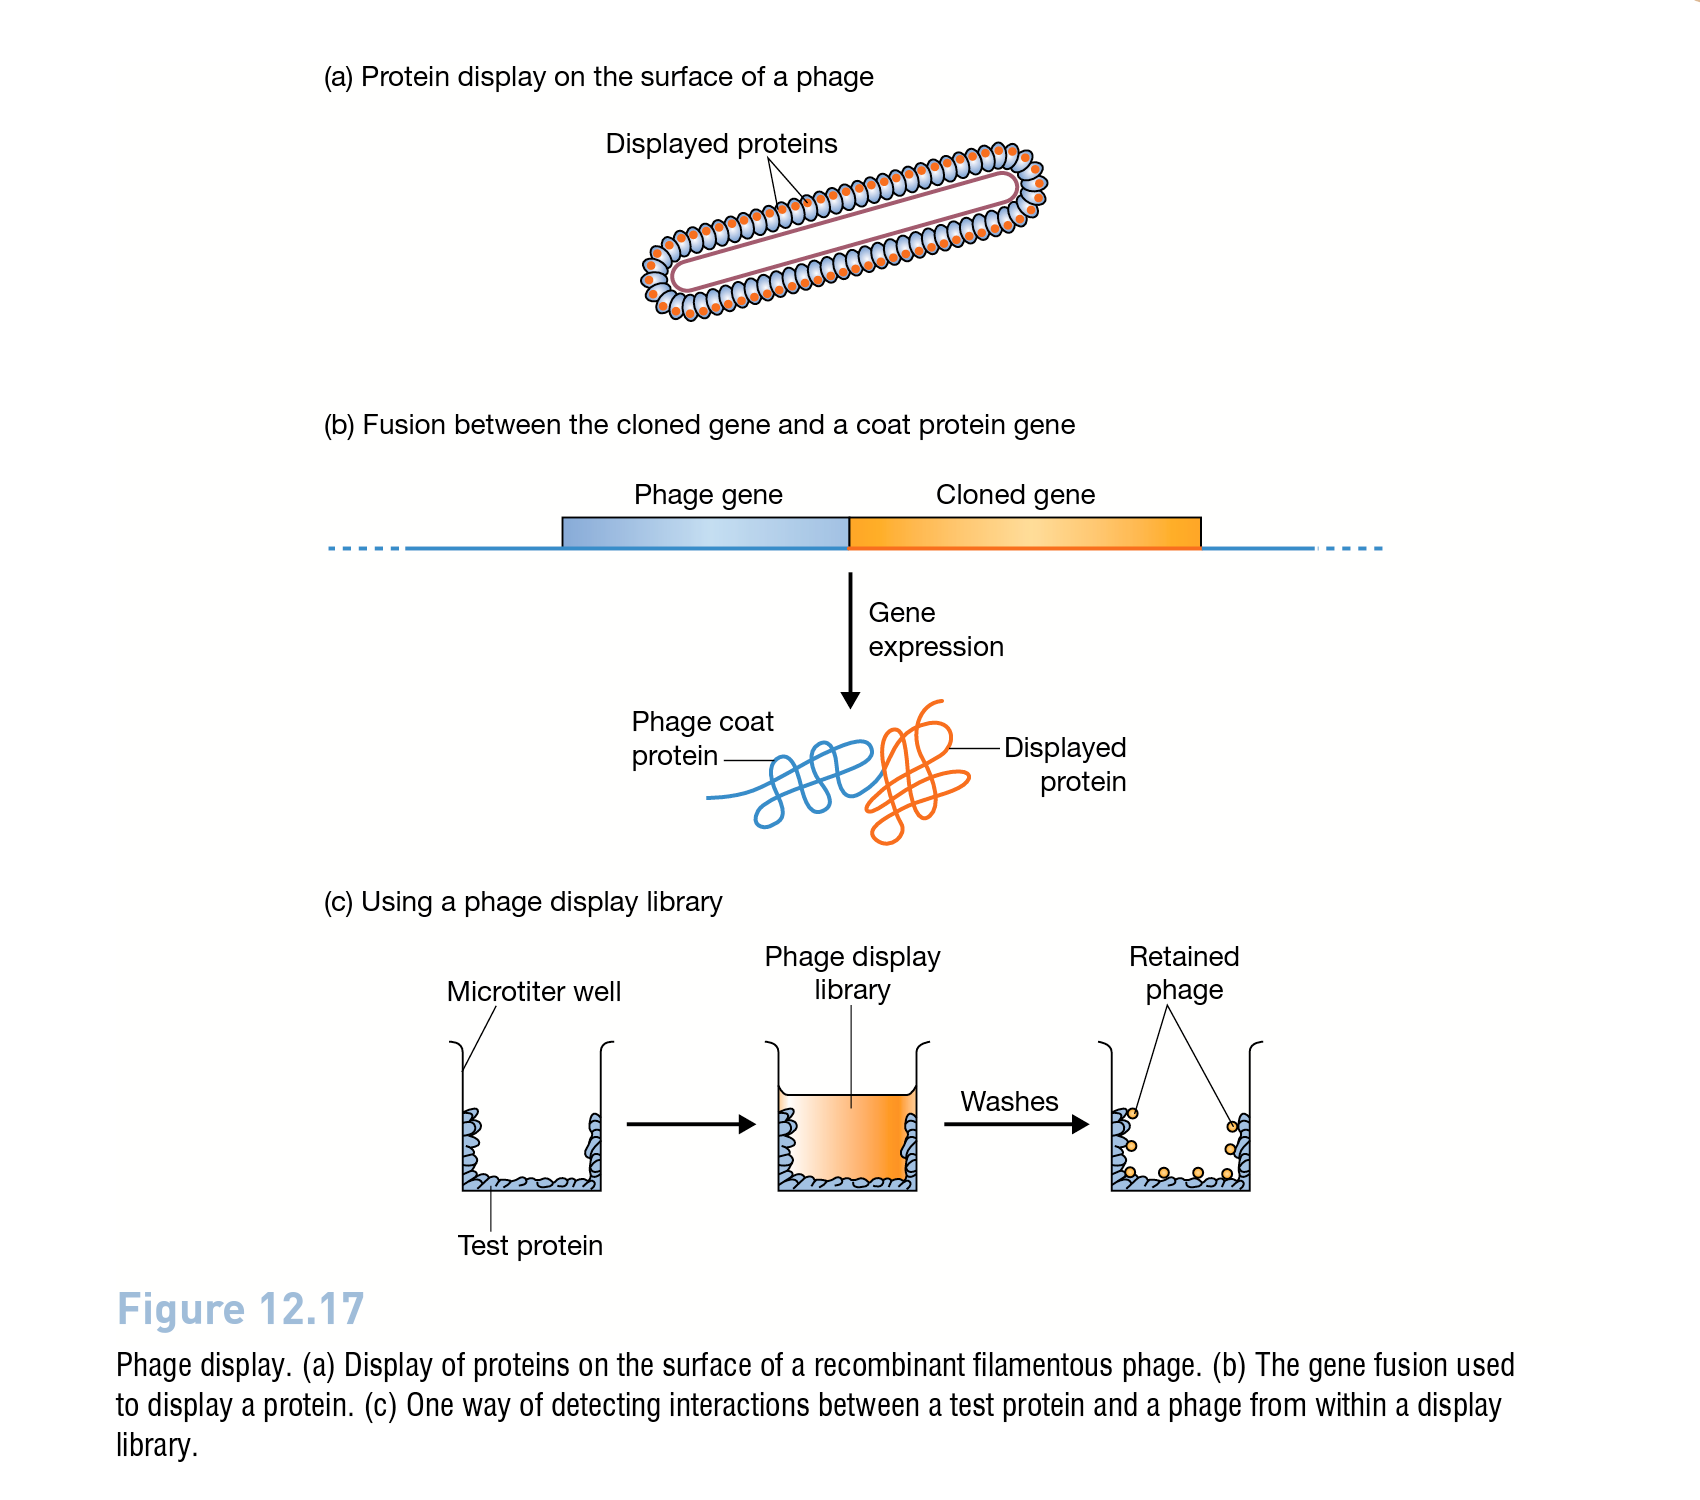 (a) Protein display on the surface of a phage
Displayed proteins
(b) Fusion between the cloned gene and a coat protein gene
Phage gene
Cloned gene
Gene
expression
Phage coat
protein
Displayed
protein
(c) Using a phage display library
Microtiter well
Phage display
library
Retained
phage
Washes
Test protein
Figure 12.17
Phage display. (a) Display of proteins on the surface of a recombinant filamentous phage. (b) The gene fusion used
to display a protein. (c) One way of detecting interactions between a test protein and a phage from within a display
library.